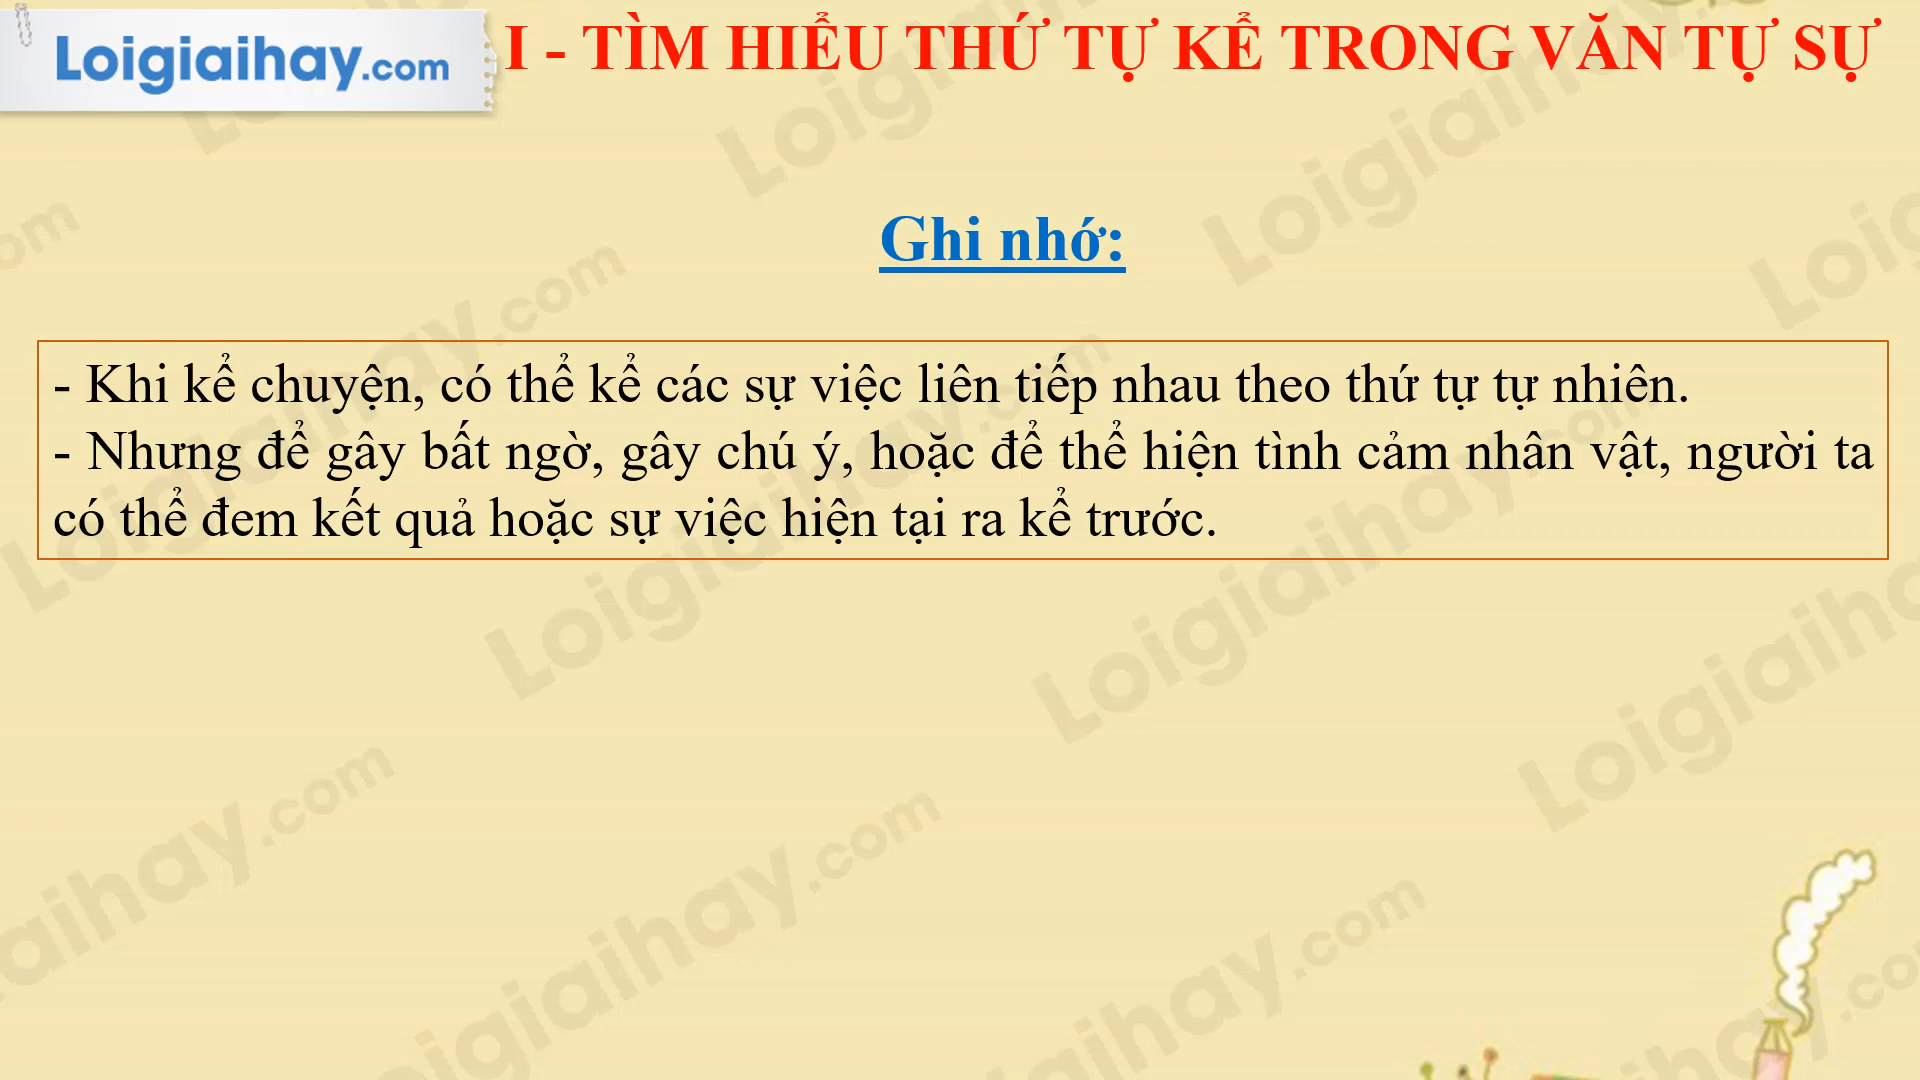 Loigiaihay.com
I - TÌM HIỂU THỨ TỰ KỂ TRONG VĂN TỰ SỰ
Ghi nhớ:
- Khi kể chuyện, có thể kể các sự việc liên tiếp nhau theo thứ tự tự nhiên.
- Nhưng để gây bất ngờ, gây chú ý, hoặc để thể hiện tình cảm nhân vật, người ta
có thể đem kết quả hoặc sự việc hiện tại ra kể trước.